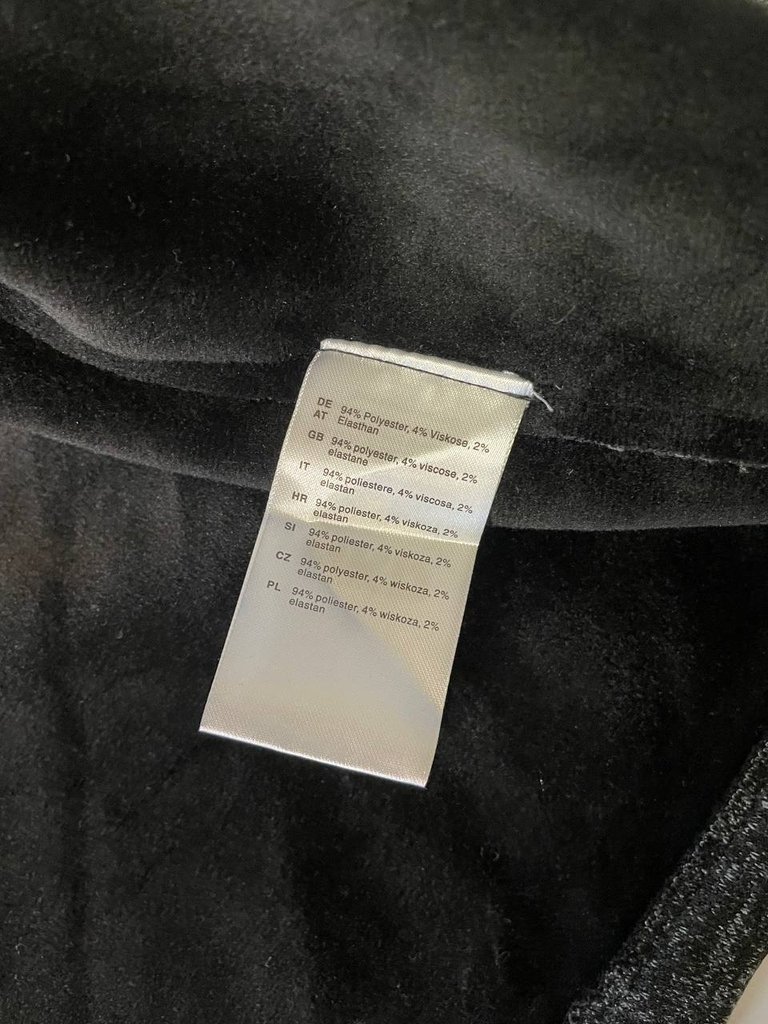 DE 94% Polyester, 4% Viskose, 2%
AT Elasthan
GB 94% polyester, 4% viscose, 2%
elastane
IT 94% poliestere, 4% viscosa, 2%
elastan
HR 94% poliester, 4% viskoza, 2%
elastan
SI 94% poliester, 4% viskoza, 2%
elastan
CZ 94% polyester, 4% wiskoza, 2%
elastan
PL 94% poliester, 4% wiskoza, 2%
elastan